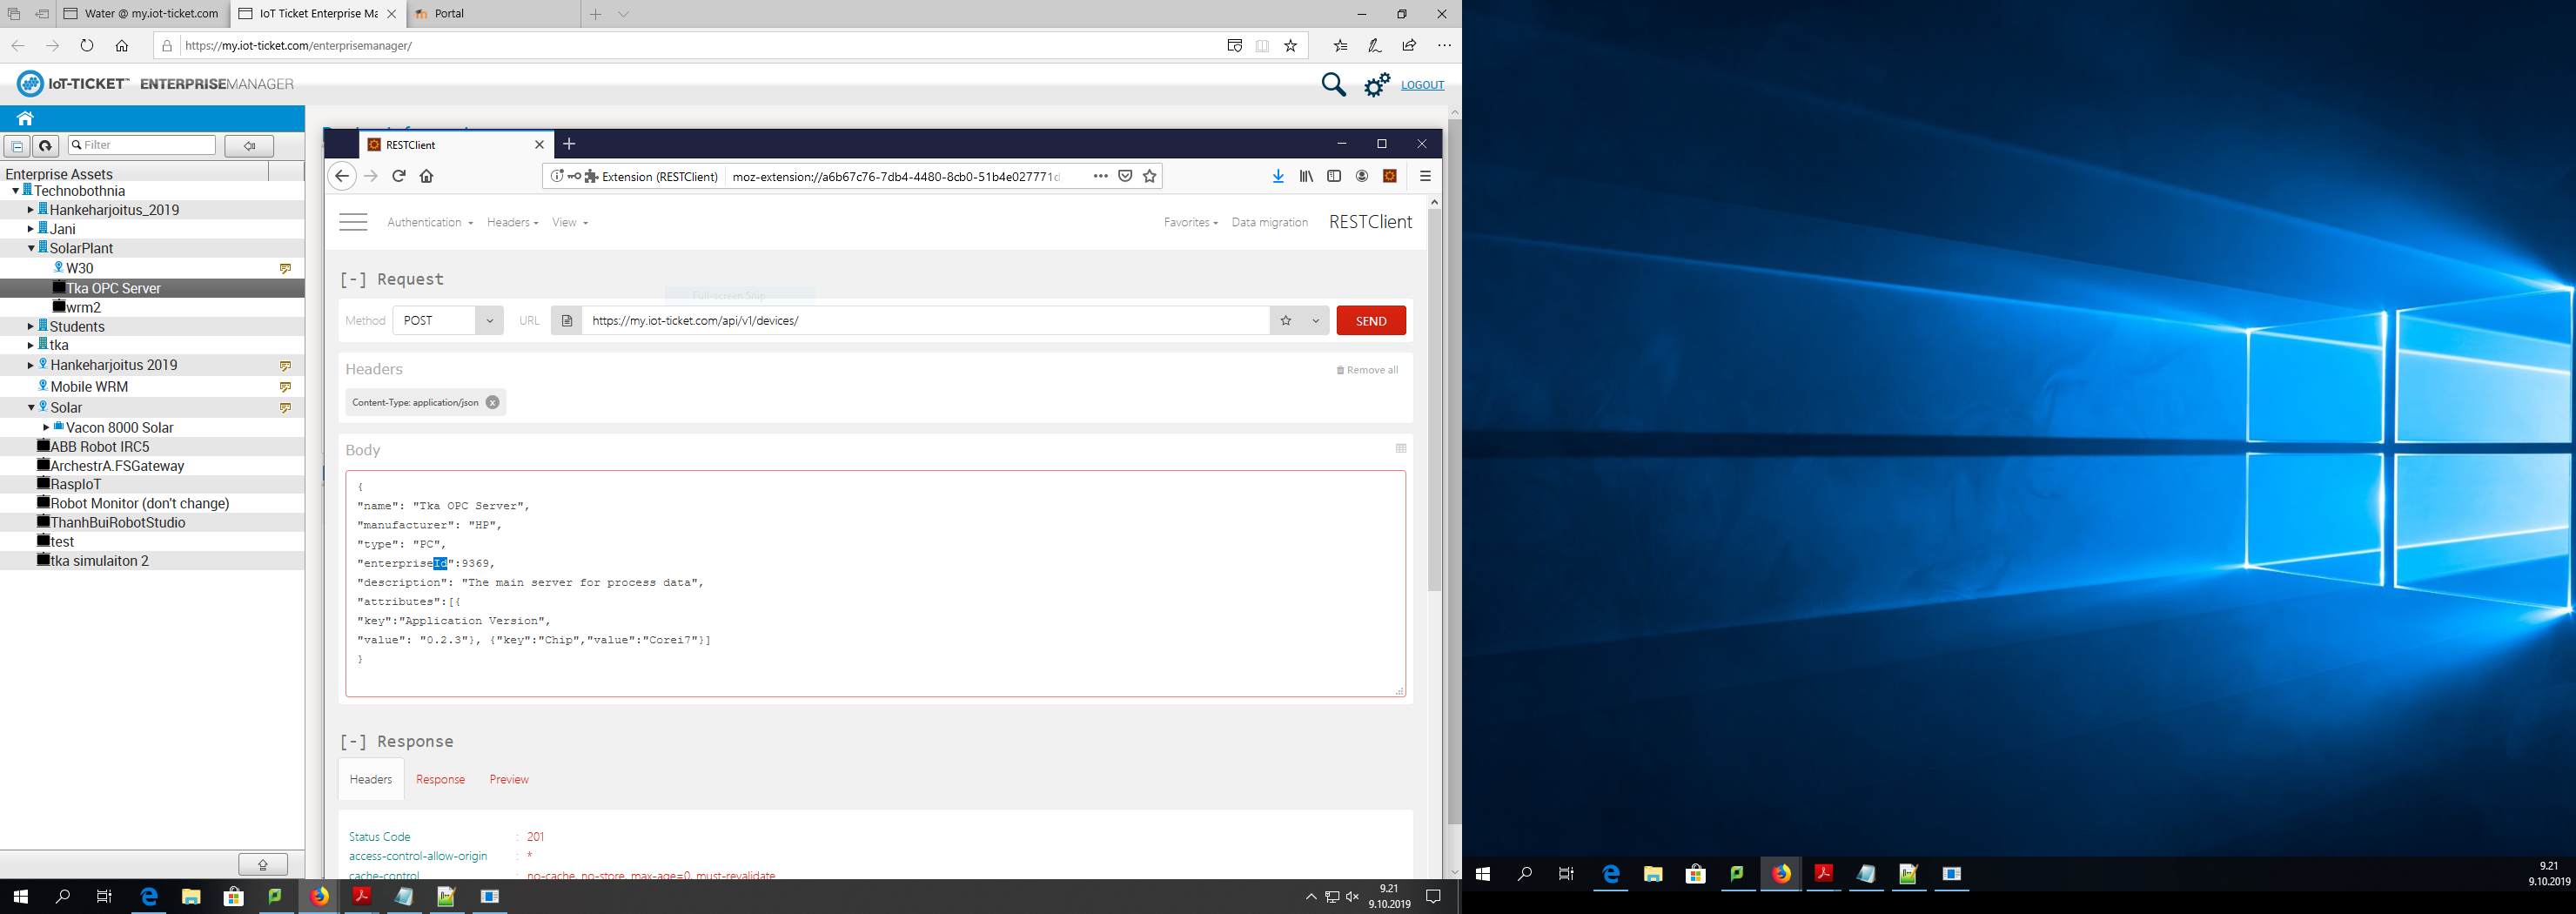 Water @ my.iot-ticket.com
IoT Ticket Enterprise Ma
Portal
https://my.iot-ticket.com/enterprisemanager/
IoT-TICKET™ ENTERPRISEMANAGER
LOGOUT
Filter
Enterprise Assets
Technobothnia
Hankeharjoitus_2019
Jani
SolarPlant
W30
Tka OPC Server
wrm2
Students
tka
Hankeharjoitus 2019
Mobile WRM
Solar
Vacon 8000 Solar
ABB Robot IRC5
ArchestrA.FSGateway
RaspIoT
Robot Monitor (don't change)
ThanhBuiRobotStudio
test
tka simulaiton 2
RESTClient
Extension (RESTClient) moz-extension://a6b67c76-7db4-4480-8cb0-51b4e027771d
Authentication Headers View Favorites Data migration RESTClient
[-] Request
Full-screen Snip
Method POST URL https://my.iot-ticket.com/api/v1/devices/ SEND
Headers
Remove all
Content-Type: application/json
Body
{
"name": "Tka OPC Server",
"manufacturer": "HP",
"type": "PC",
"enterpriseId":9369,
"description": "The main server for process data",
"attributes":[{
"key":"Application Version",
"value": "0.2.3"}, {"key":"Chip","value":"Corei7"}]
}
[-] Response
Headers Response Preview
Status Code : 201
access-control-allow-origin : *
cache-control : no-cache, no-store, max-age=0, must-revalidate
9.21
9.10.2019
9.21
9.10.2019